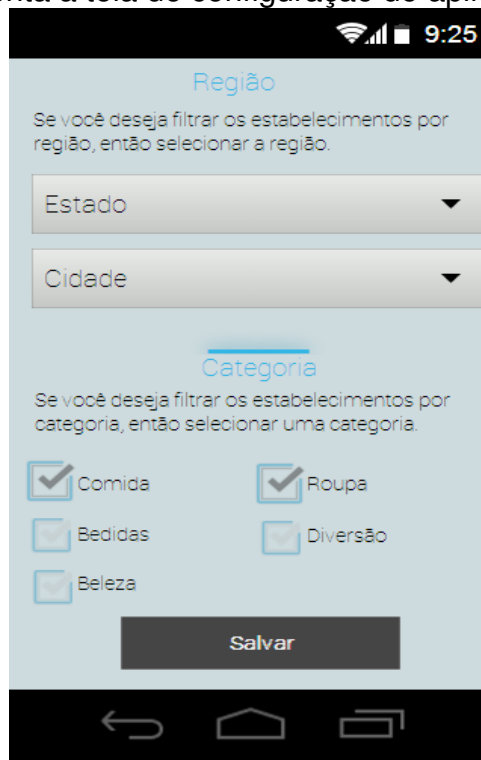 9:25
Região
Se você deseja filtrar os estabelecimentos por
região, então selecionar a região.
Estado
Cidade
Categoria
Se você deseja filtrar os estabelecimentos por
categoria, então selecionar uma categoria.
Comida Roupa
Bedidas Diversão
Beleza
Salvar